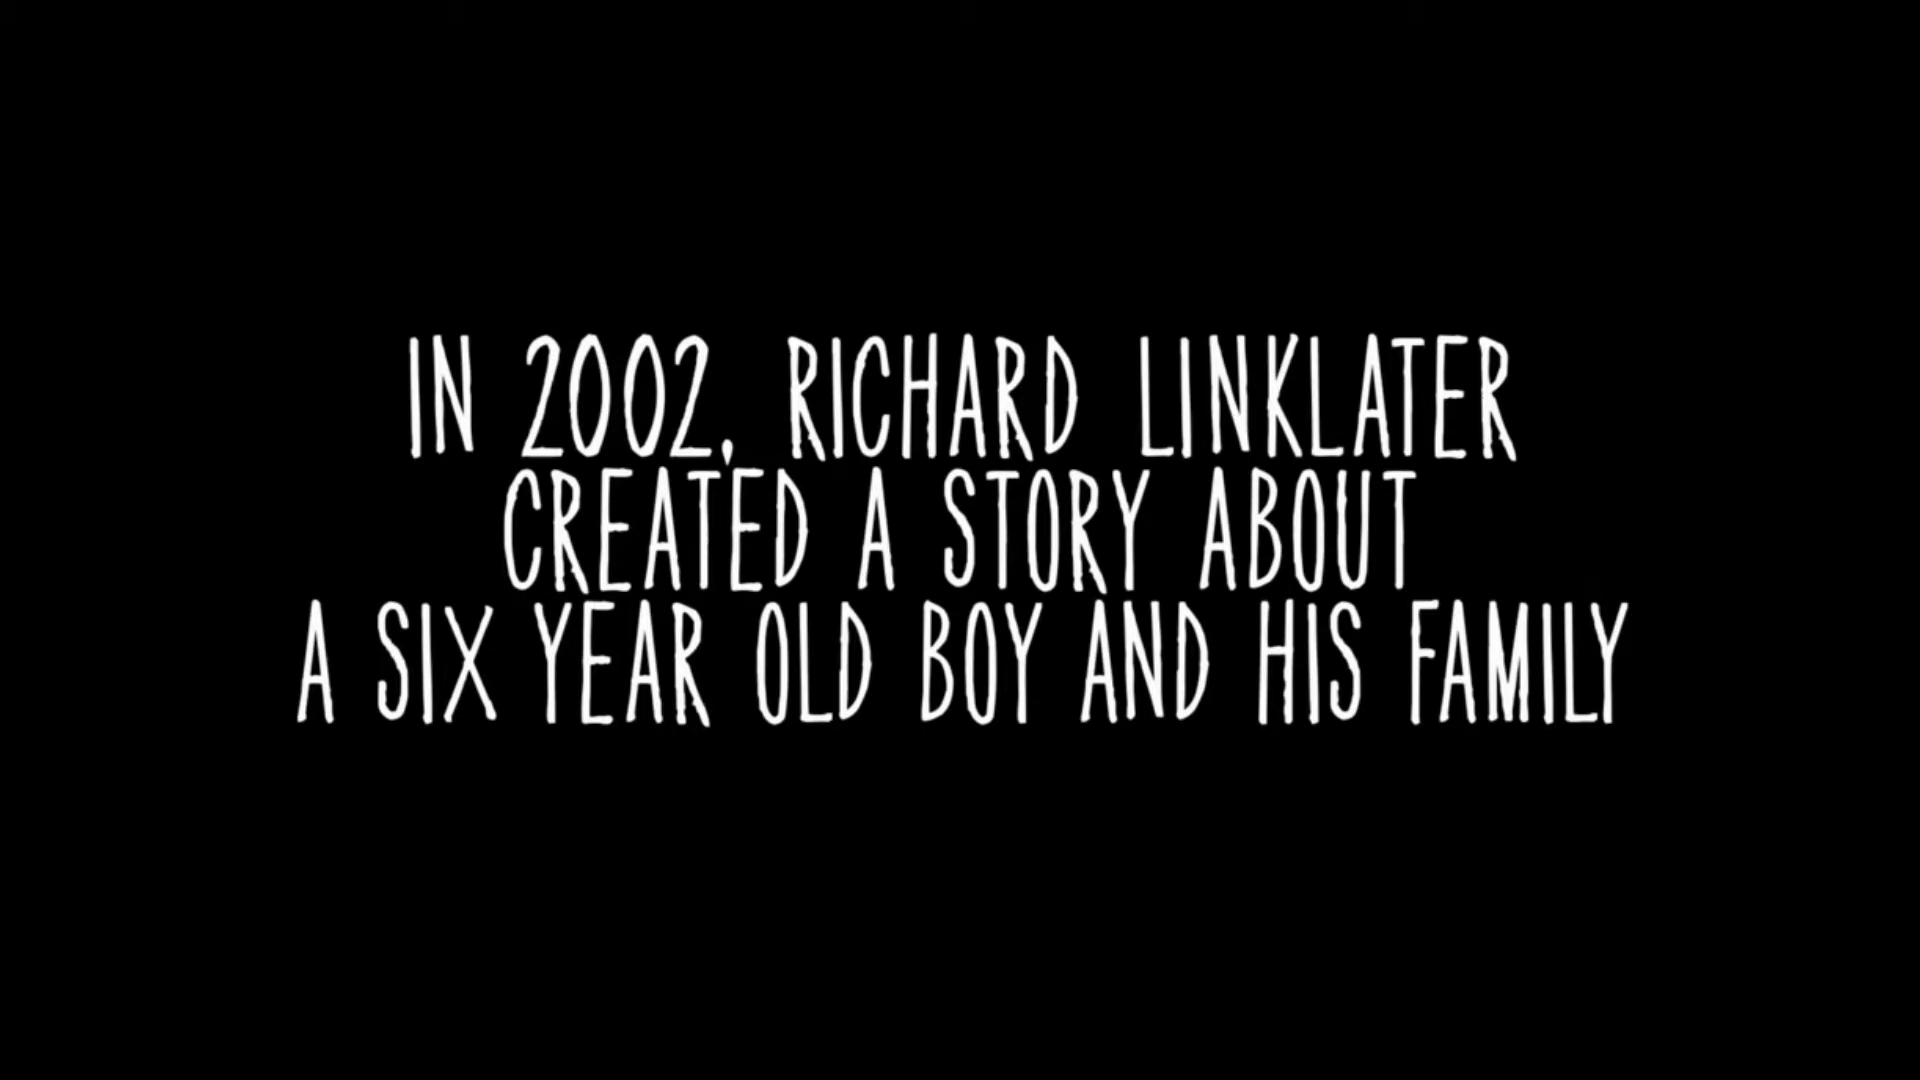 IN 2002, RICHARD LINKLATER
CREATED A STORY ABOUT
A SIX YEAR OLD BOY AND HIS FAMILY